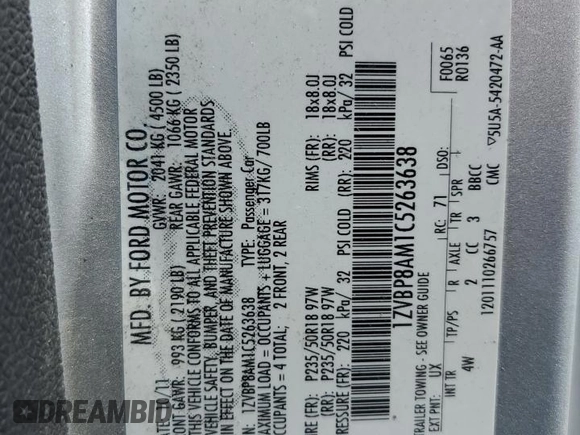 MFD. BY FORD MOTOR CO.
GVWR: 2041 KG ( 4500 LB)
GAWR: 993 KG ( 2190 LB) REAR GAWR: 1066 KG ( 2350 LB)
VEHICLE CONFORMS TO ALL APPLICABLE FEDERAL MOTOR
VEHICLE SAFETY, BUMPER, AND THEFT PREVENTION STANDARDS
IN EFFECT ON THE DATE OF MANUFACTURE SHOWN ABOVE.
1ZVBP8AM1C5263638 TYPE: Passenger Car
MAXIMUM LOAD = OCCUPANTS + LUGGAGE = 317KG/ 700LB
OCCUPANTS = 4 TOTAL; 2 FRONT, 2 REAR
(FR): P235/50R18 97W RIMS (FR): 18x8.0J
(RR): P235/50R18 97W (RR): 18x8.0J
PRESSURE (FR): 220 kPa/ 32 PSI COLD (RR): 220 kPa/ 32 PSI COLD
1ZVBP8AM1C5263638
TRAILER TOWING - SEE OWNER GUIDE
EXT PNT: UX RC: 71 DSO: F0065
R0136
INT TR TP/PS R AXLE TR SPR
4W 2 CC 3 BBCC
1201110266757 CMC ▽5U5A-5420472-AA
BIDFAX
ID CAR HISTORY